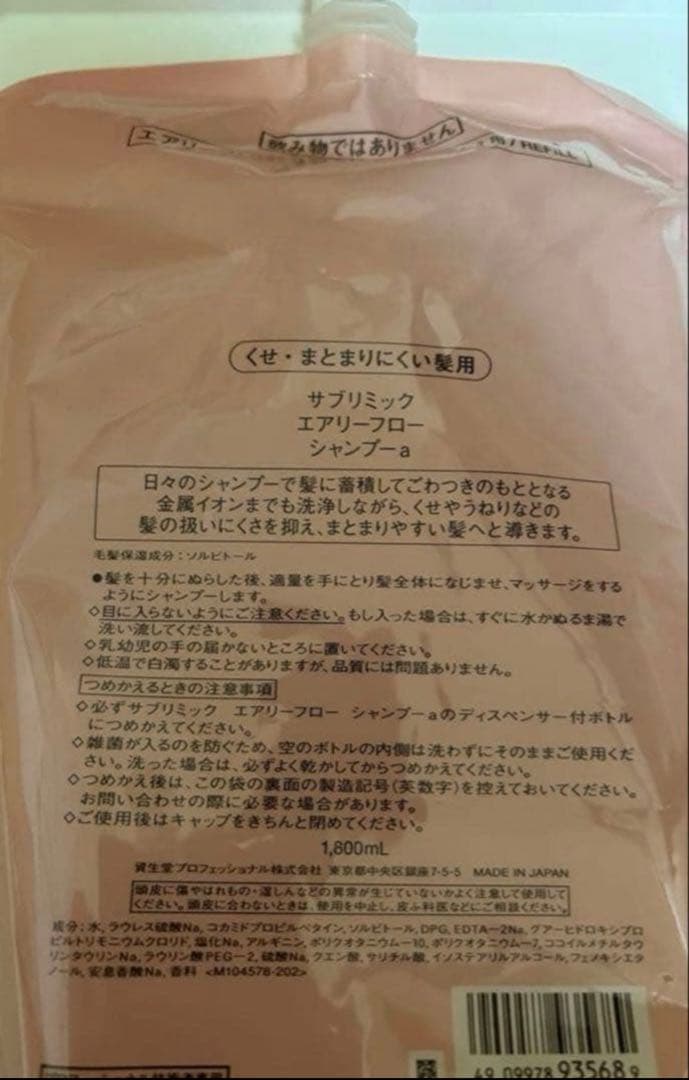 エアリ
飲み物ではありません
用/REFILL
くせ・まとまりにくい髪用
サブリミック
エアリーフロー
シャンプーa
日々のシャンプーで髪に蓄積してごわつきのもととなる
金属イオンまでも洗浄しながら、くせやうねりなどの
髪の扱いにくさを抑え、まとまりやすい髪へと導きます。
毛髪保湿成分：ソルビトール
●髪を十分にぬらした後、適量を手にとり髪全体になじませ、マッサージをする
ようにシャンプーします。
◇目に入らないようにご注意ください。もし入った場合は、すぐに水かぬるま湯で
洗い流してください。
◇乳幼児の手の届かないところに置いてください。
◇低温で白濁することがありますが、品質には問題ありません。
つめかえるときの注意事項
◇必ずサブリミック エアリーフロー シャンプーaのディスペンサー付ボトル
につめかえてください。
◇雑菌が入るのを防ぐため、空のボトルの内側は洗わずにそのままご使用くだ
さい。洗った場合は、必ずよく乾かしてからつめかえてください。
◇つめかえ後は、この袋の裏面の製造記号(英数字)を控えておいてください。
お問い合わせの際に必要な場合があります。
◇ご使用後はキャップをきちんと閉めてください。
1,800mL
資生堂プロフェッショナル株式会社 東京都中央区銀座7-5-5 MADE IN JAPAN
頭皮に傷やはれもの・湿しんなどの異常が生じていないかよく注意して使用して
ください。頭皮に合わないときは、使用を中止し、皮ふ科医などにご相談ください。
成分：水、ラウレス硫酸Na、コカミドプロピルベタイン、ソルビトール、DPG、EDTA-2Na、グアーヒドロキシプロ
ピルトリモニウムクロリド、塩化Na、アルギニン、ポリクオタニウム-10、ポリクオタニウム-7、ココイルメチルタウ
リンタウリンNa、ラウリン酸PEG-2、硫酸Na、クエン酸、サリチル酸、イソステアリルアルコール、フェノキシエタ
ノール、安息香酸Na、香料 <M104578-202>
49 09978 93568 9